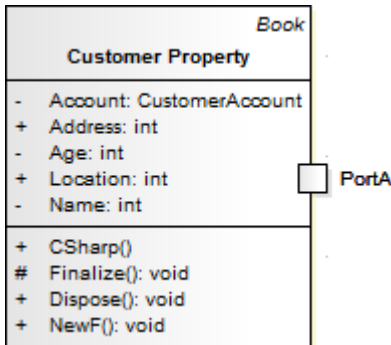 Book
Customer Property
- Account: CustomerAccount
+ Address: int
- Age: int
+ Location: int
- Name: int
PortA
+ CSharp()
# Finalize(): void
+ Dispose(): void
+ NewF(): void